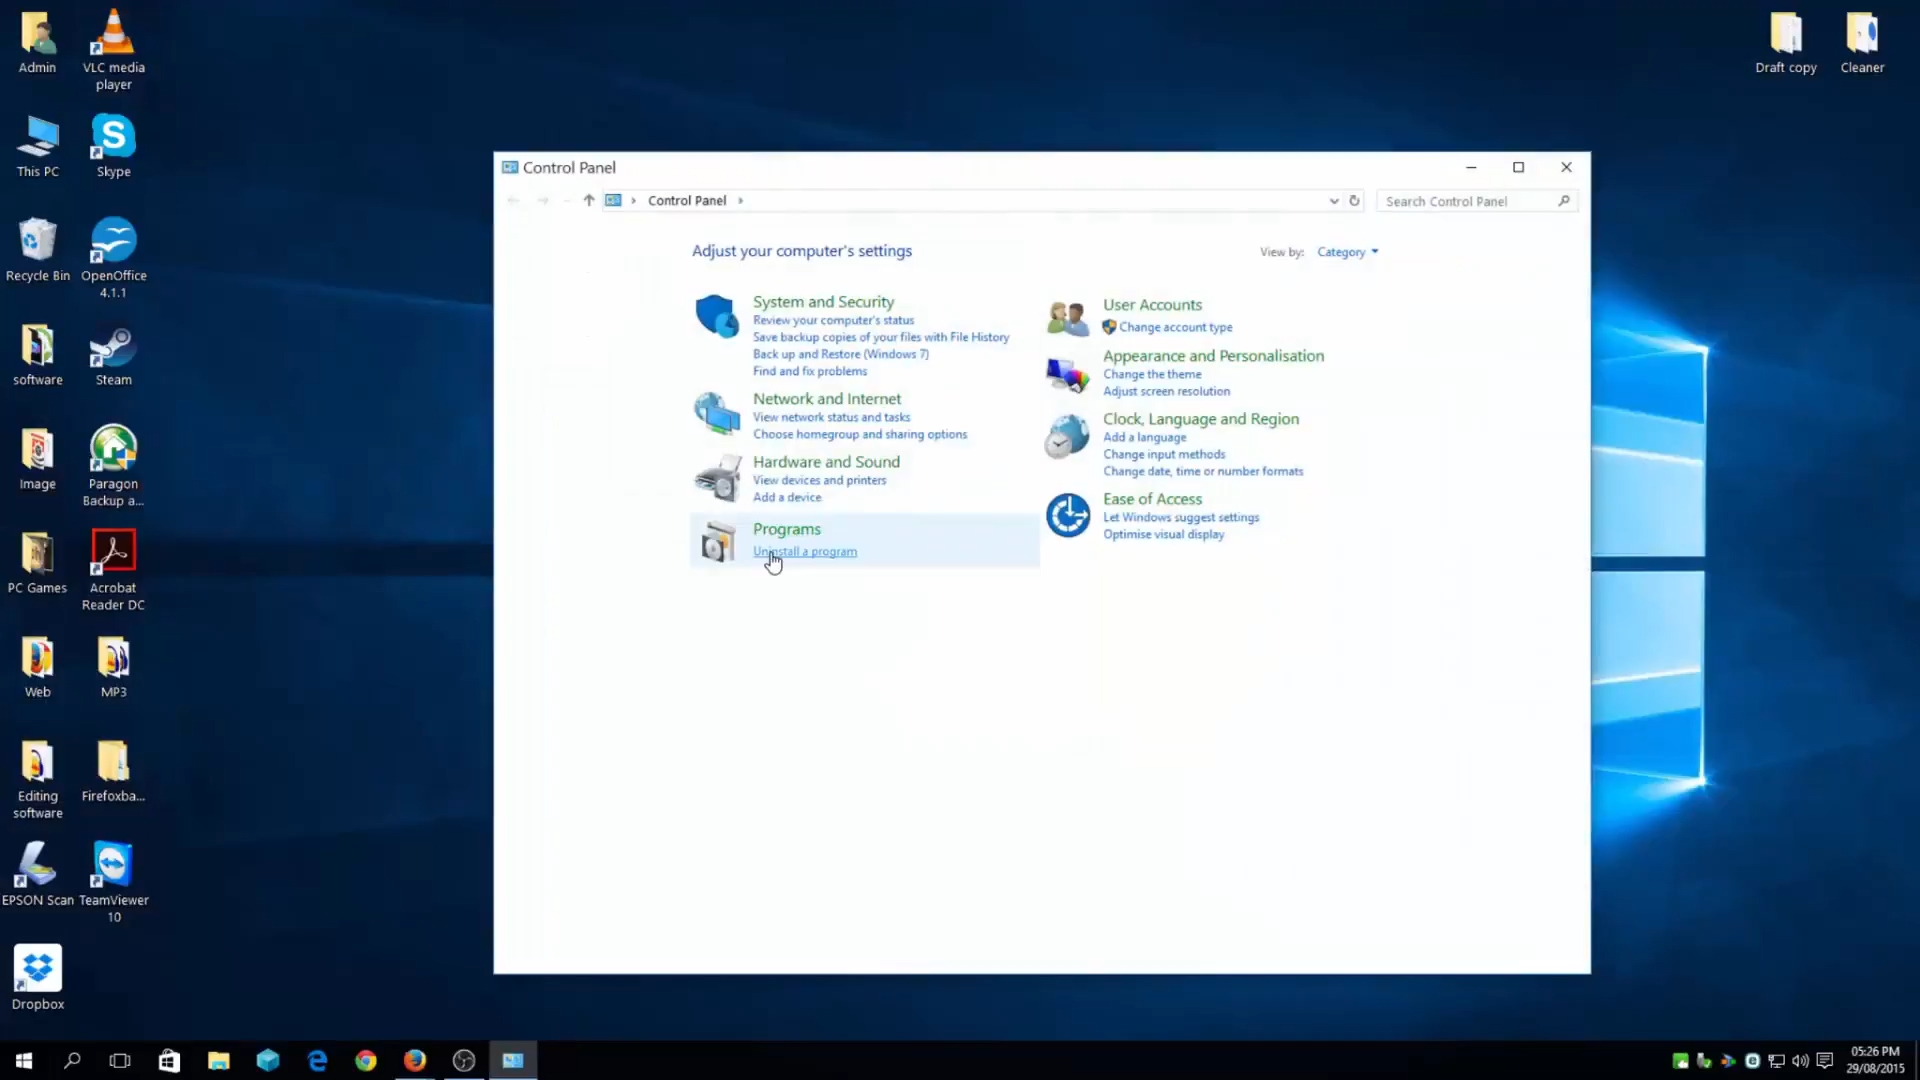 Admin
VLC media
player
This PC
Skype
Recycle Bin
OpenOffice
4.1.1
software
Steam
Image
Paragon
Backup a...
PC Games
Acrobat
Reader DC
Web
MP3
Editing
software
Firefoxba...
EPSON Scan
TeamViewer
10
Dropbox
Draft copy
Cleaner
Control Panel
Control Panel
Search Control Panel
Adjust your computer's settings
View by: Category
System and Security
Review your computer's status
Save backup copies of your files with File History
Back up and Restore (Windows 7)
Find and fix problems
Network and Internet
View network status and tasks
Choose homegroup and sharing options
Hardware and Sound
View devices and printers
Add a device
Programs
Uninstall a program
User Accounts
Change account type
Appearance and Personalisation
Change the theme
Adjust screen resolution
Clock, Language and Region
Add a language
Change input methods
Change date, time or number formats
Ease of Access
Let Windows suggest settings
Optimise visual display
05:26 PM
29/08/2015